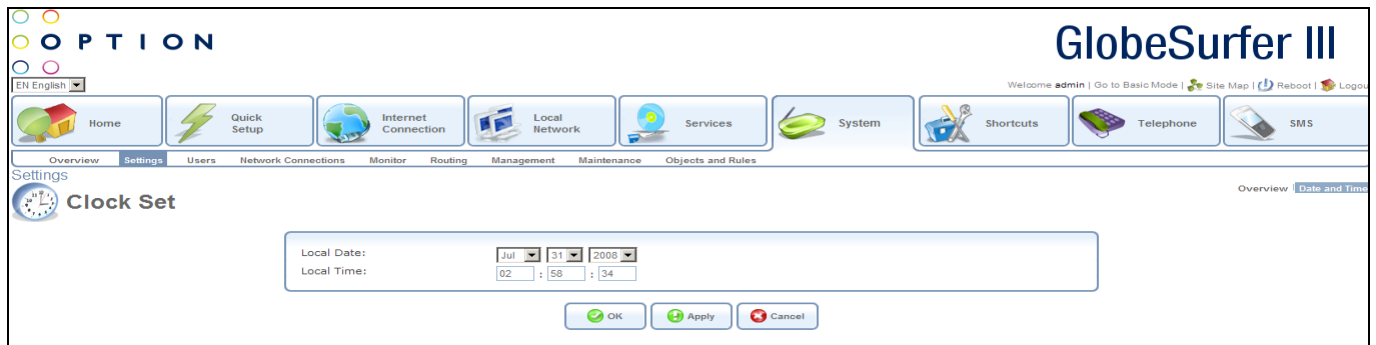 OPTION
GlobeSurfer III
EN English
Welcome admin | Go to Basic Mode | Site Map | Reboot | Logou
Home
Quick Setup
Internet Connection
Local Network
Services
System
Shortcuts
Telephone
SMS
Overview Settings Users Network Connections Monitor Routing Management Maintenance Objects and Rules
Settings
Overview | Date and Time
Clock Set
Local Date: Jul 31 2008
Local Time: 02 : 58 : 34
OK Apply Cancel